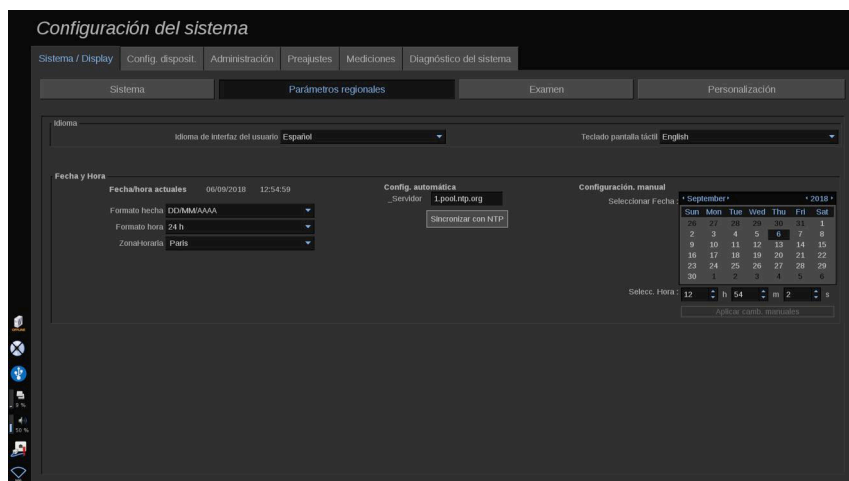 Configuración del sistema
Sistema / Display Config. disposit. Administración Preajustes Mediciones Diagnóstico del sistema
Sistema Parámetros regionales Examen Personalización
Idioma
Idioma de interfaz del usuario Español Teclado pantalla táctil English
Fecha y Hora
Fecha/hora actuales 06/09/2018 12:54:59 Config. automática Configuración. manual
_Servidor 1.pool.ntp.org Seleccionar Fecha : September 2018
Formato hecha DD/MM/AAAA Sincronizar con NTP Sun Mon Tue Wed Thu Fri Sat
26 27 28 29 30 31 1
Formato hora 24 h 2 3 4 5 6 7 8
ZonaHoraria Paris 9 10 11 12 13 14 15
16 17 18 19 20 21 22
23 24 25 26 27 28 29
30 1 2 3 4 5 6
Selecc. Hora : 12 h 54 m 2 s
Aplicar camb. manuales
50 %